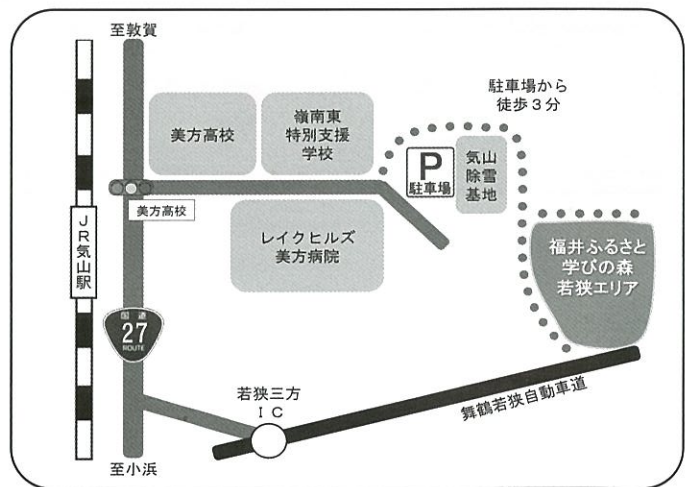 至敦賀
駐車場から
徒歩3分
美方高校
嶺南東
特別支援
学校
P
駐車場
気山
除雪
基地
美方高校
JR気山駅
レイクヒルズ
美方病院
福井ふるさと
学びの森
若狭エリア
国道
27
ROUTE
若狭三方
IC
舞鶴若狭自動車道
至小浜